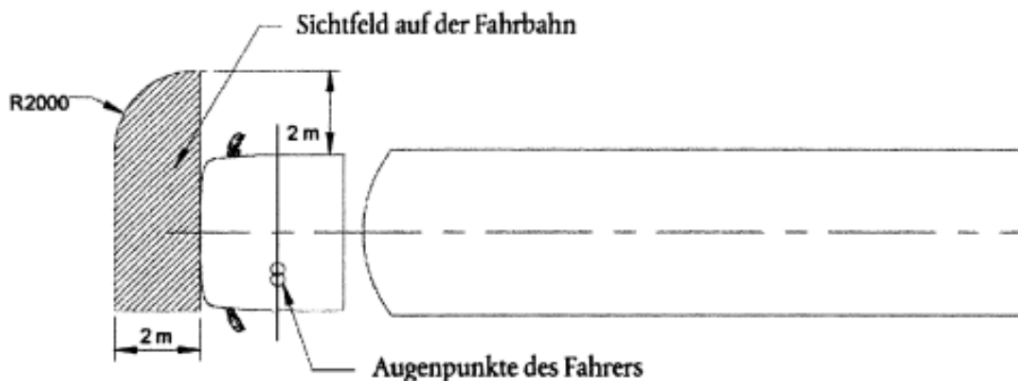 Sichtfeld auf der Fahrbahn
R2000
2 m
2 m
Augenpunkte des Fahrers